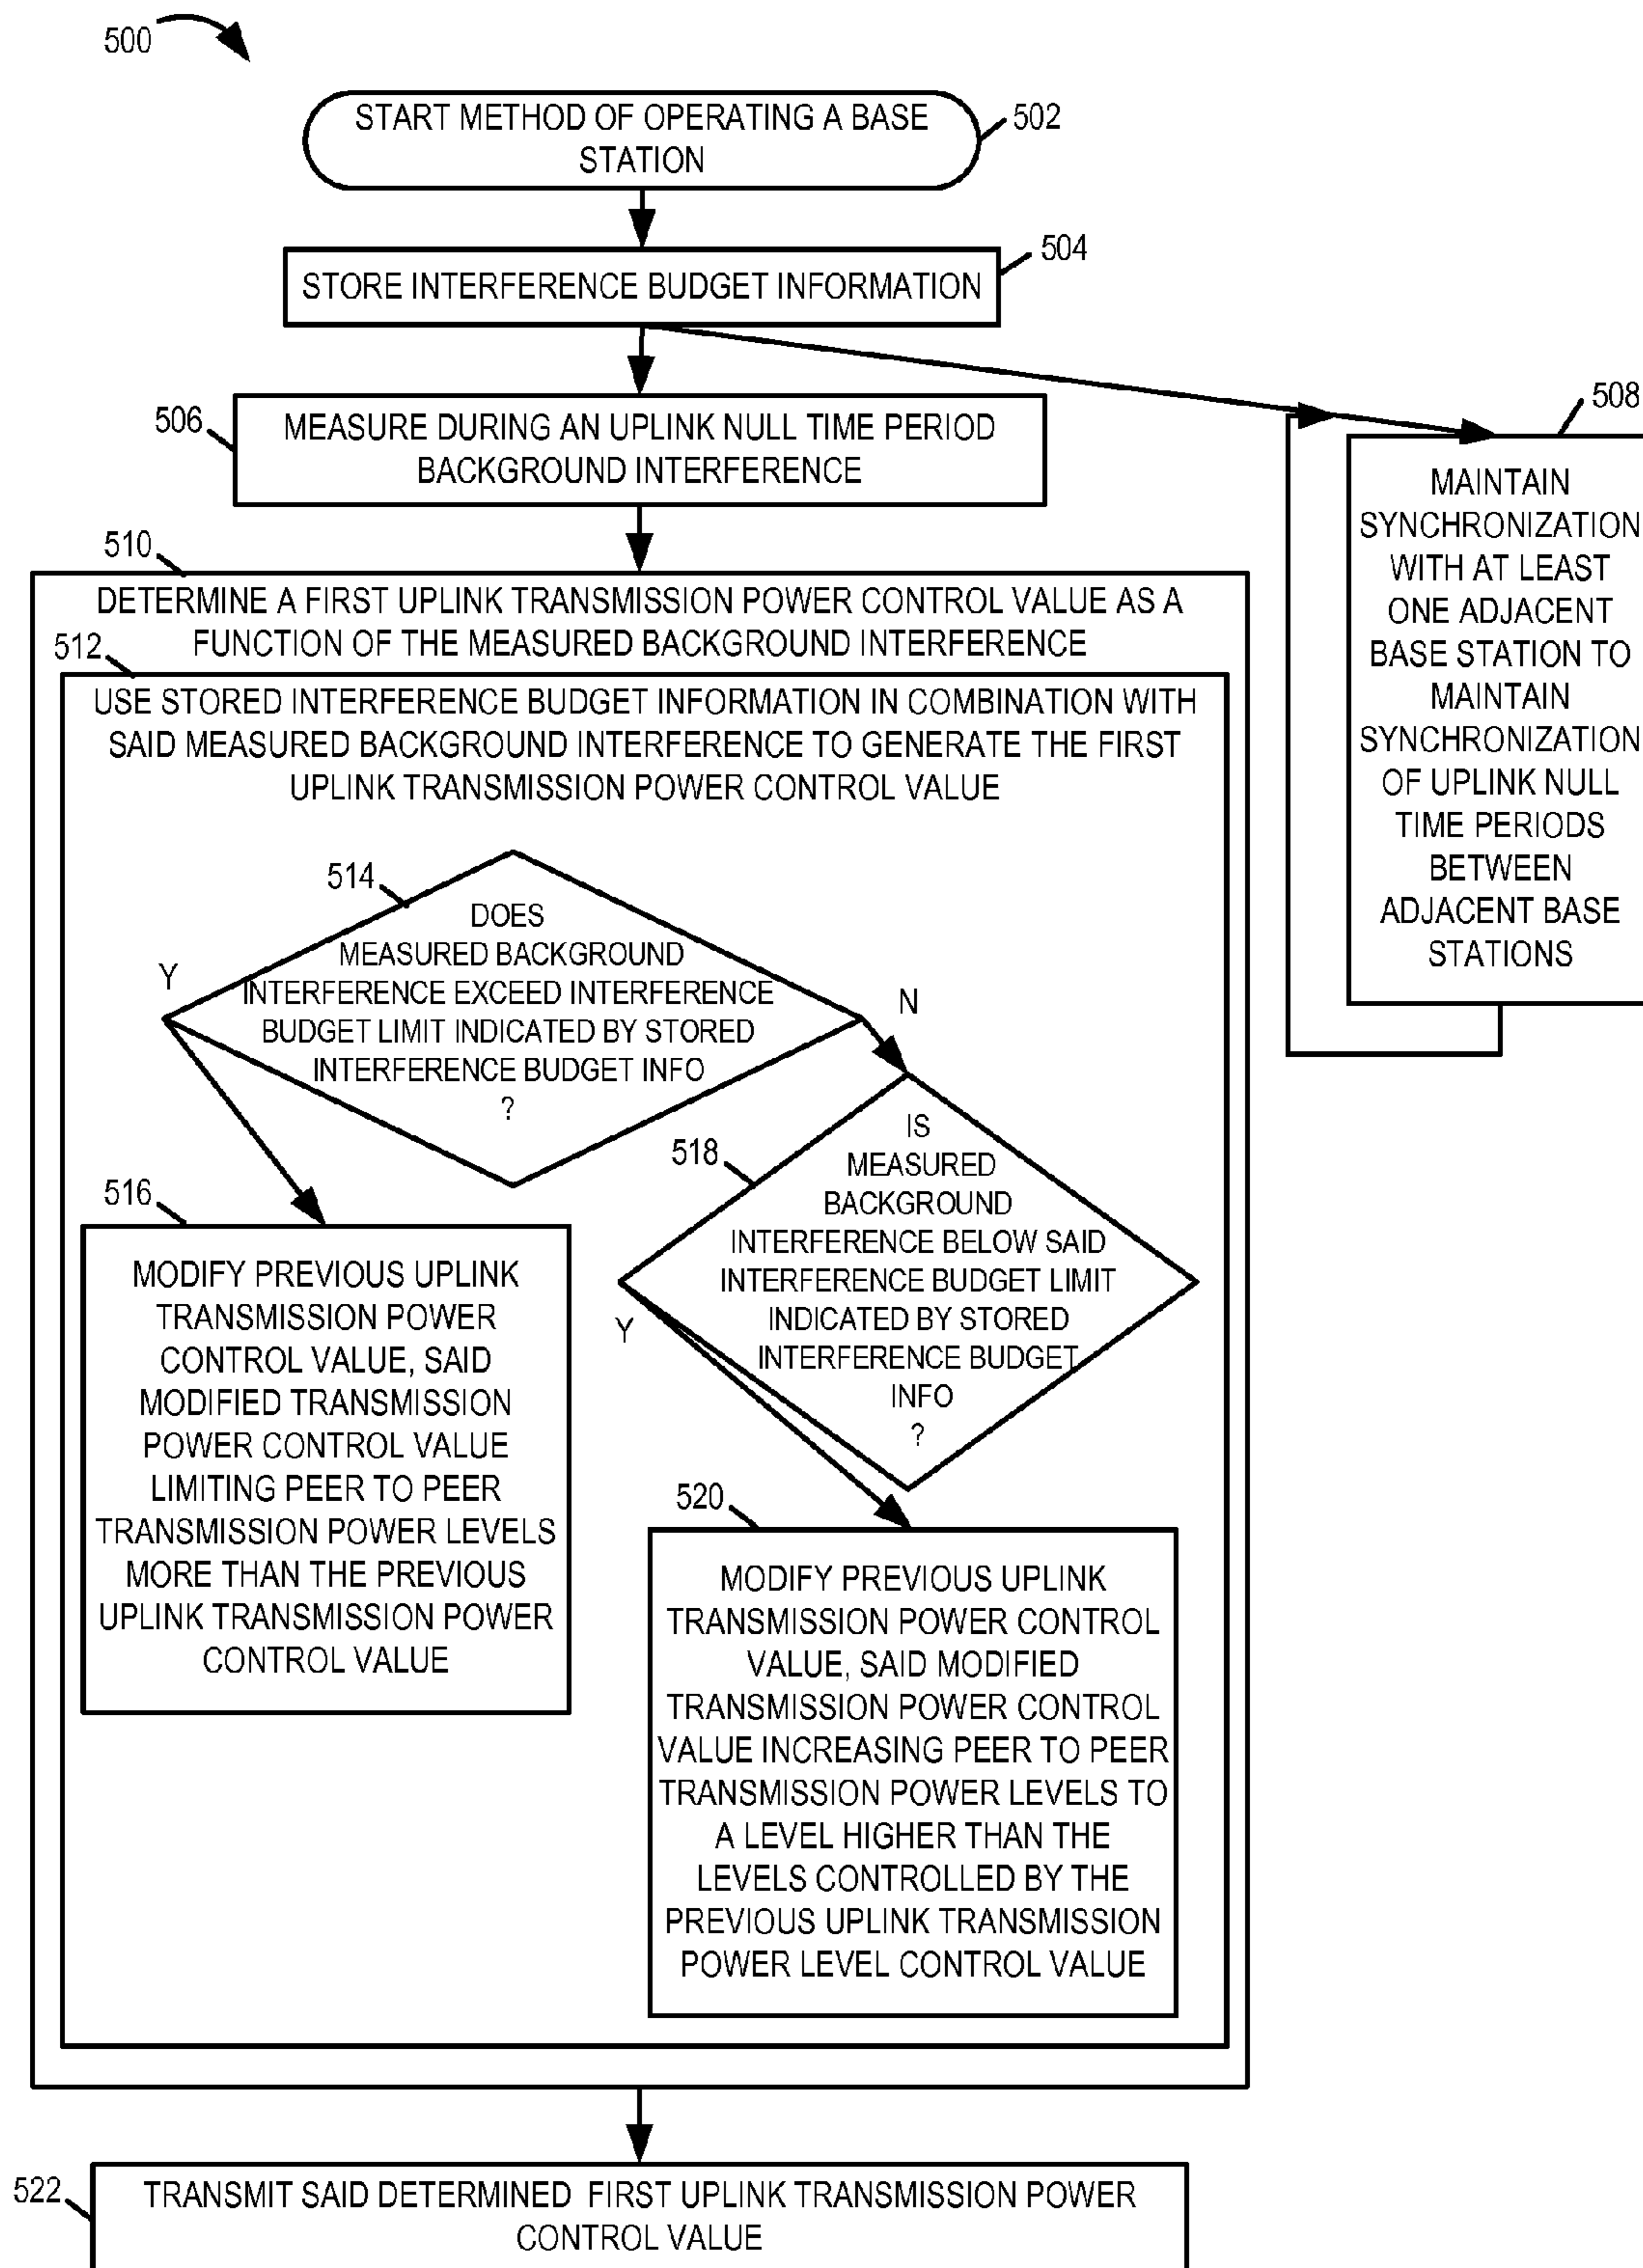 500
START METHOD OF OPERATING A BASE
STATION
502
STORE INTERFERENCE BUDGET INFORMATION
504
506
MEASURE DURING AN UPLINK NULL TIME PERIOD
BACKGROUND INTERFERENCE
508
MAINTAIN
SYNCHRONIZATION
WITH AT LEAST
ONE ADJACENT
BASE STATION TO
MAINTAIN
SYNCHRONIZATION
OF UPLINK NULL
TIME PERIODS
BETWEEN
ADJACENT BASE
STATIONS
510
DETERMINE A FIRST UPLINK TRANSMISSION POWER CONTROL VALUE AS A
FUNCTION OF THE MEASURED BACKGROUND INTERFERENCE
512
USE STORED INTERFERENCE BUDGET INFORMATION IN COMBINATION WITH
SAID MEASURED BACKGROUND INTERFERENCE TO GENERATE THE FIRST
UPLINK TRANSMISSION POWER CONTROL VALUE
514
DOES
MEASURED BACKGROUND
INTERFERENCE EXCEED INTERFERENCE
BUDGET LIMIT INDICATED BY STORED
INTERFERENCE BUDGET INFO
?
Y
N
516
MODIFY PREVIOUS UPLINK
TRANSMISSION POWER
CONTROL VALUE, SAID
MODIFIED TRANSMISSION
POWER CONTROL VALUE
LIMITING PEER TO PEER
TRANSMISSION POWER LEVELS
MORE THAN THE PREVIOUS
UPLINK TRANSMISSION POWER
CONTROL VALUE
518
IS
MEASURED
BACKGROUND
INTERFERENCE BELOW SAID
INTERFERENCE BUDGET LIMIT
INDICATED BY STORED
INTERFERENCE BUDGET
INFO
?
Y
520
MODIFY PREVIOUS UPLINK
TRANSMISSION POWER CONTROL
VALUE, SAID MODIFIED
TRANSMISSION POWER CONTROL
VALUE INCREASING PEER TO PEER
TRANSMISSION POWER LEVELS TO
A LEVEL HIGHER THAN THE
LEVELS CONTROLLED BY THE
PREVIOUS UPLINK TRANSMISSION
POWER LEVEL CONTROL VALUE
522
TRANSMIT SAID DETERMINED FIRST UPLINK TRANSMISSION POWER
CONTROL VALUE